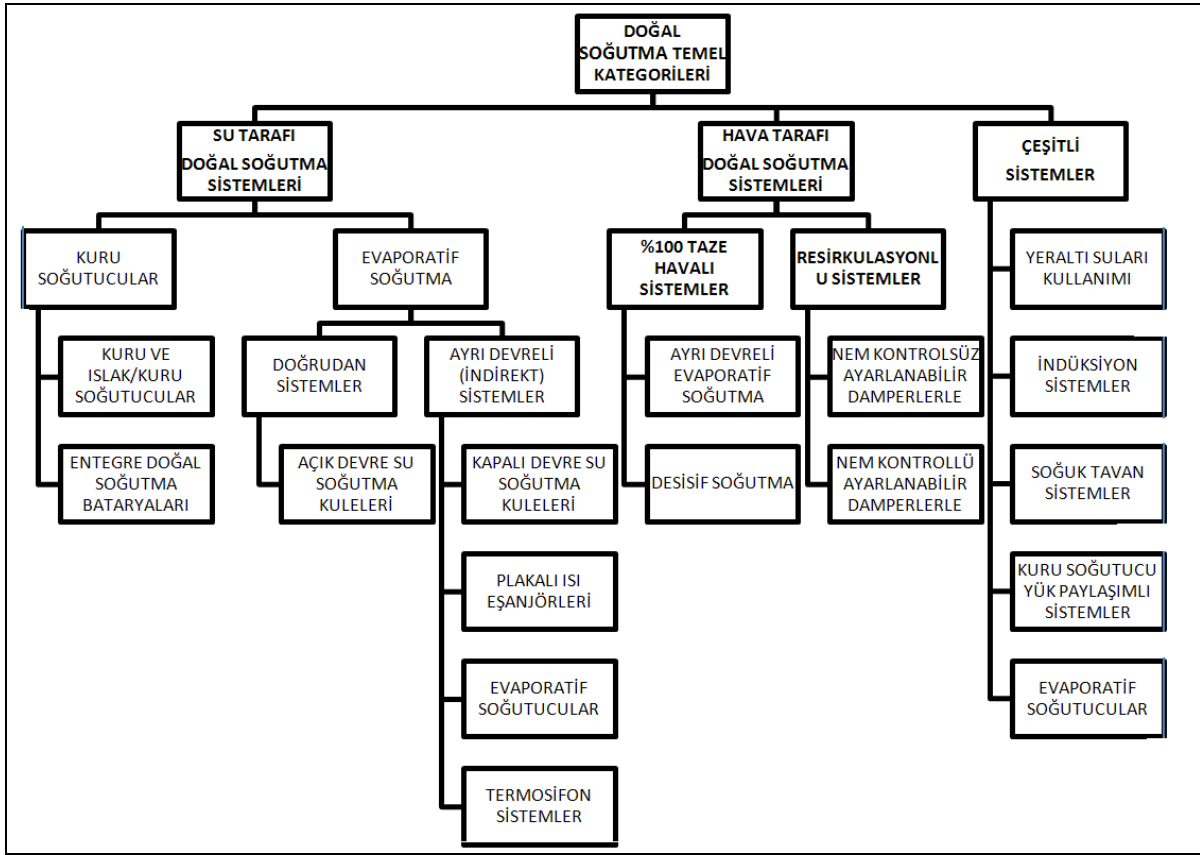 DOĞAL
SOĞUTMA TEMEL
KATEGORİLERİ
SU TARAFI
DOĞAL SOĞUTMA
SİSTEMLERİ
HAVA TARAFI
DOĞAL SOĞUTMA
SİSTEMLERİ
ÇEŞİTLİ
SİSTEMLER
KURU
SOĞUTUCULAR
EVAPORATİF
SOĞUTMA
%100 TAZE
HAVALI
SİSTEMLER
RESİRKULASYONL
U SİSTEMLER
YERALTI SULARI
KULLANIMI
KURU VE
ISLAK/KURU
SOĞUTUCULAR
DOĞRUDAN
SİSTEMLER
AYRI DEVRELİ
(İNDİREKT)
SİSTEMLER
AYRI DEVRELİ
EVAPORATİF
SOĞUTMA
NEM KONTROLSÜZ
AYARLANABİLİR
DAMPERLERLE
İNDÜKSİYON
SİSTEMLER
ENTEGRE DOĞAL
SOĞUTMA
BATARYALARI
AÇIK DEVRE SU
SOĞUTMA
KULELERİ
KAPALI DEVRE SU
SOĞUTMA
KULELERİ
DESİSİF SOĞUTMA
NEM KONTROLLÜ
AYARLANABİLİR
DAMPERLERLE
SOĞUK TAVAN
SİSTEMLER
PLAKALI ISI
EŞANJÖRLERİ
KURU SOĞUTUCU
YÜK PAYLAŞIMLI
SİSTEMLER
EVAPORATİF
SOĞUTUCULAR
EVAPORATİF
SOĞUTUCULAR
TERMOSİFON
SİSTEMLER